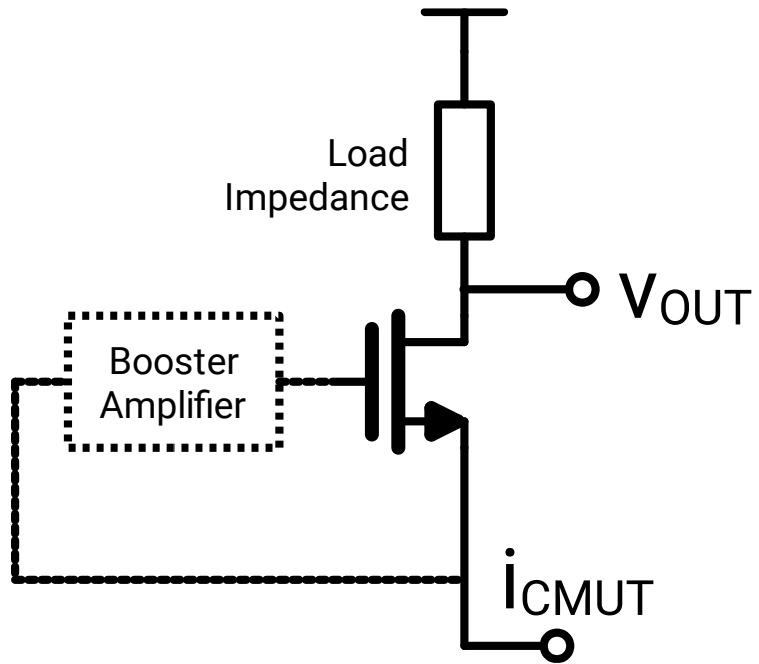 Load
Impedance
VOUT
Booster
Amplifier
iCMUT